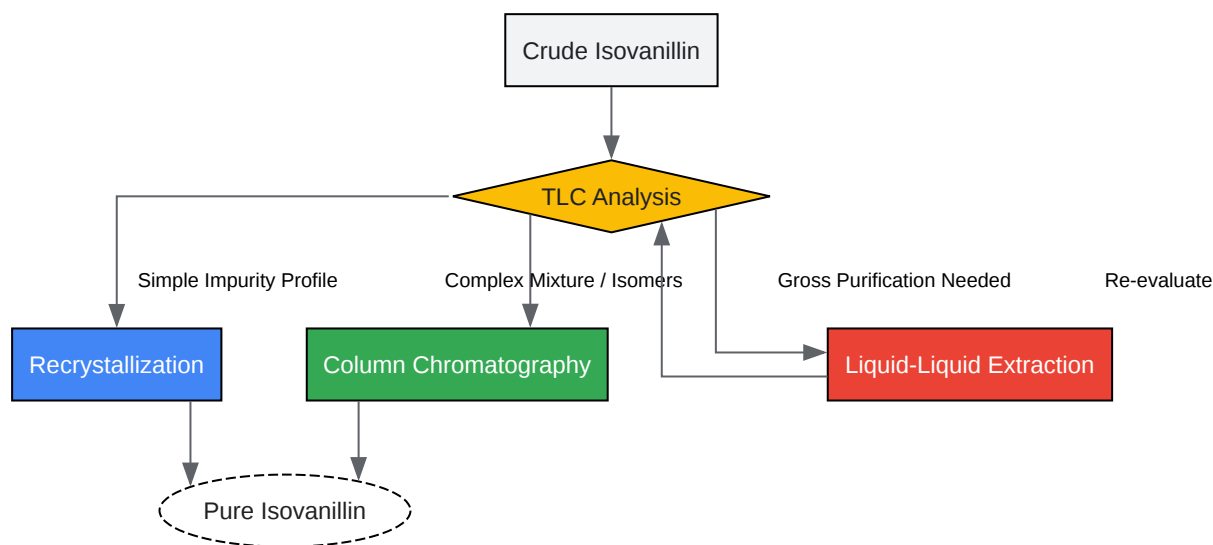 Crude Isovanillin
TLC Analysis
Simple Impurity Profile
Complex Mixture / Isomers
Gross Purification Needed
Re-evaluate
Recrystallization
Column Chromatography
Liquid-Liquid Extraction
Pure Isovanillin